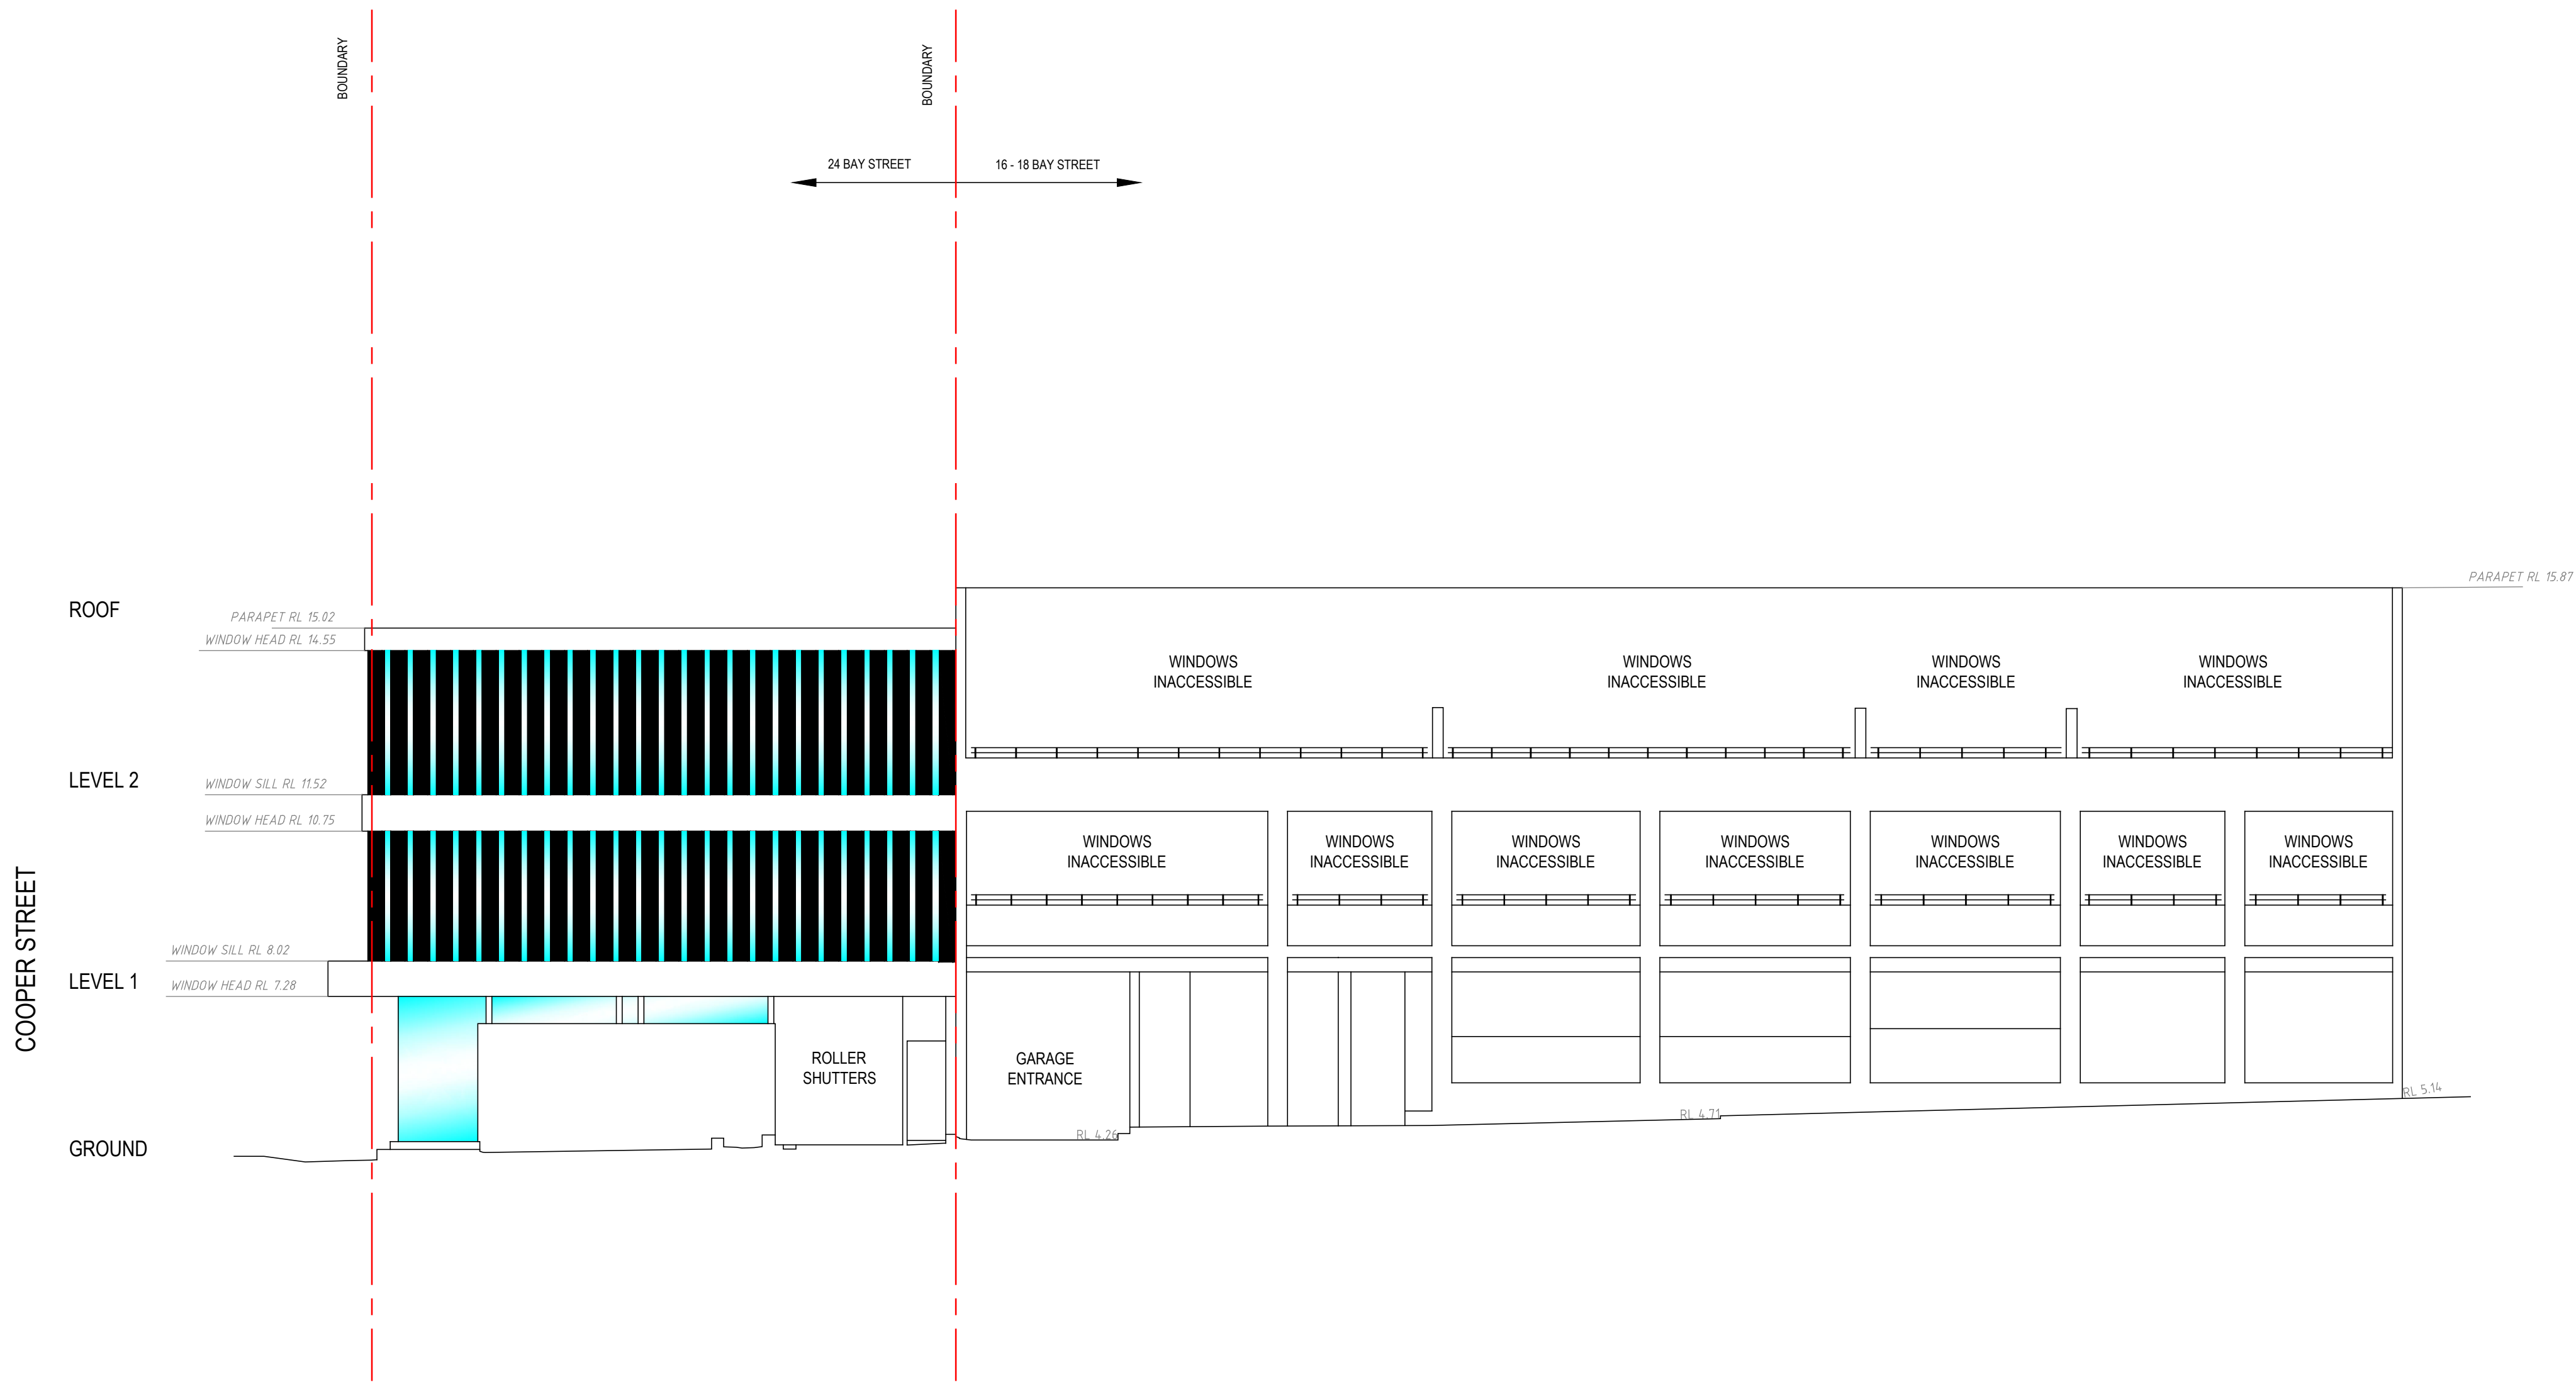 BOUNDARY
BOUNDARY
24 BAY STREET
16 - 18 BAY STREET
PARAPET RL 15.87
ROOF
PARAPET RL 15.02
WINDOW HEAD RL 14.55
WINDOWS
INACCESSIBLE
WINDOWS
INACCESSIBLE
WINDOWS
INACCESSIBLE
WINDOWS
INACCESSIBLE
LEVEL 2
WINDOW SILL RL 11.52
WINDOW HEAD RL 10.75
WINDOWS
INACCESSIBLE
WINDOWS
INACCESSIBLE
WINDOWS
INACCESSIBLE
WINDOWS
INACCESSIBLE
WINDOWS
INACCESSIBLE
WINDOWS
INACCESSIBLE
WINDOWS
INACCESSIBLE
COOPER STREET
WINDOW SILL RL 8.02
LEVEL 1
WINDOW HEAD RL 7.28
ROLLER
SHUTTERS
GARAGE
ENTRANCE
RL 5.14
RL 4.71
RL 4.26
GROUND